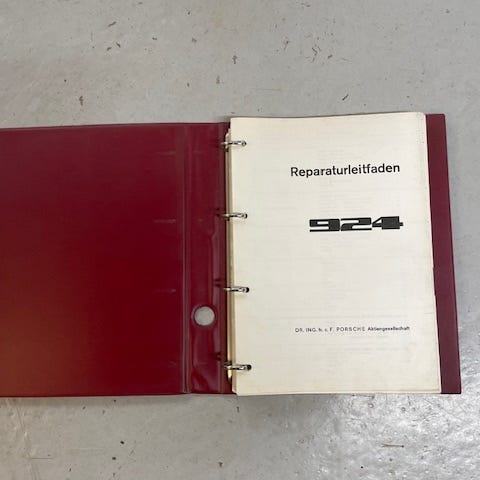 Reparaturleitfaden
924
DR. ING. h. c. F. PORSCHE Aktiengesellschaft